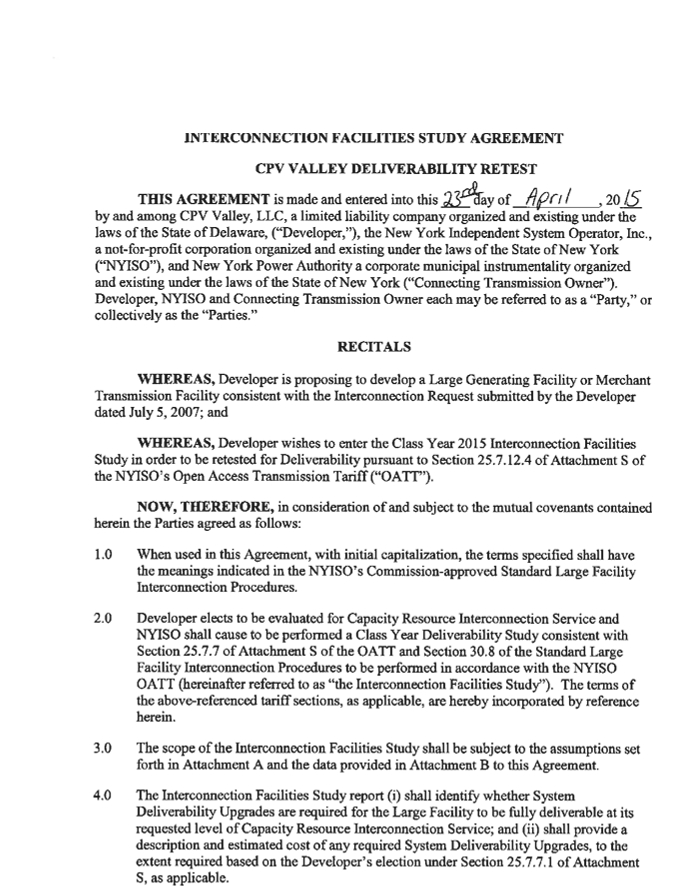 INTERCONNECTION FACILITIES STUDY AGREEMENT
CPV VALLEY DELIVERABILITY RETEST
THIS AGREEMENT is made and entered into this 23rd day of April, 2015
by and among CPV Valley, LLC, a limited liability company organized and existing under the
laws of the State of Delaware, ("Developer,"), the New York Independent System Operator, Inc.,
a not-for-profit corporation organized and existing under the laws of the State of New York
("NYISO"), and New York Power Authority a corporate municipal instrumentality organized
and existing under the laws of the State of New York ("Connecting Transmission Owner").
Developer, NYISO and Connecting Transmission Owner each may be referred to as a "Party," or
collectively as the "Parties."
RECITALS
WHEREAS, Developer is proposing to develop a Large Generating Facility or Merchant
Transmission Facility consistent with the Interconnection Request submitted by the Developer
dated July 5, 2007; and
WHEREAS, Developer wishes to enter the Class Year 2015 Interconnection Facilities
Study in order to be retested for Deliverability pursuant to Section 25.7.12.4 of Attachment S of
the NYISO's Open Access Transmission Tariff ("OATT").
NOW, THEREFORE, in consideration of and subject to the mutual covenants contained
herein the Parties agreed as follows:
1.0 When used in this Agreement, with initial capitalization, the terms specified shall have
the meanings indicated in the NYISO's Commission-approved Standard Large Facility
Interconnection Procedures.
2.0 Developer elects to be evaluated for Capacity Resource Interconnection Service and
NYISO shall cause to be performed a Class Year Deliverability Study consistent with
Section 25.7.7 of Attachment S of the OATT and Section 30.8 of the Standard Large
Facility Interconnection Procedures to be performed in accordance with the NYISO
OATT (hereinafter referred to as "the Interconnection Facilities Study"). The terms of
the above-referenced tariff sections, as applicable, are hereby incorporated by reference
herein.
3.0 The scope of the Interconnection Facilities Study shall be subject to the assumptions set
forth in Attachment A and the data provided in Attachment B to this Agreement.
4.0 The Interconnection Facilities Study report (i) shall identify whether System
Deliverability Upgrades are required for the Large Facility to be fully deliverable at its
requested level of Capacity Resource Interconnection Service; and (ii) shall provide a
description and estimated cost of any required System Deliverability Upgrades, to the
extent required based on the Developer's election under Section 25.7.7.1 of Attachment
S, as applicable.